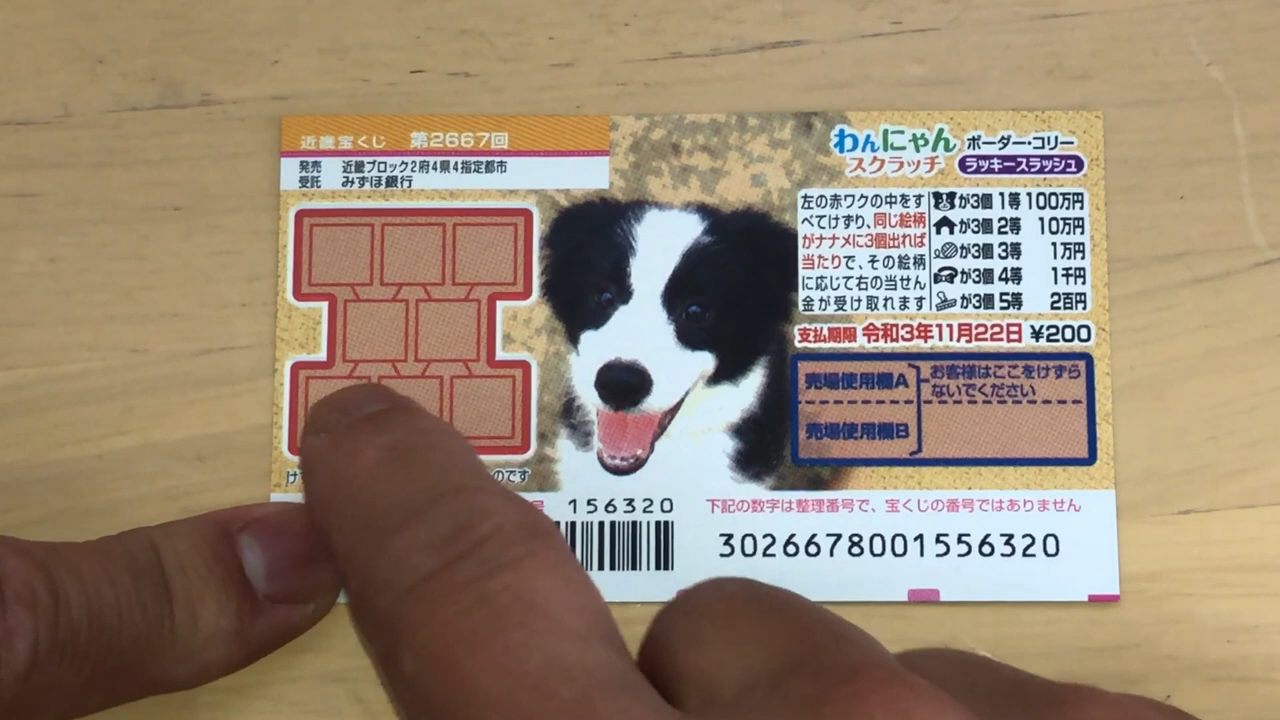 近畿宝くじ 第2667回
発売 近畿ブロック2府4県4指定都市
受託 みずほ銀行
わんにゃん
スクラッチ
ボーダー・コリー
ラッキースラッシュ
左の赤ワクの中をす
べてけずり、同じ絵柄
がナナメに3個出れば
当たりで、その絵柄
に応じて右の当せん
金が受け取れます
が3個 1等 100万円
が3個 2等 10万円
が3個 3等 1万円
が3個 4等 1千円
が3個 5等 2百円
支払期限 令和3年11月22日 ¥200
売場使用欄A
売場使用欄B
お客様はここをけずら
ないでください
け
のです
号 156320
下記の数字は整理番号で、宝くじの番号ではありません
3026678001556320